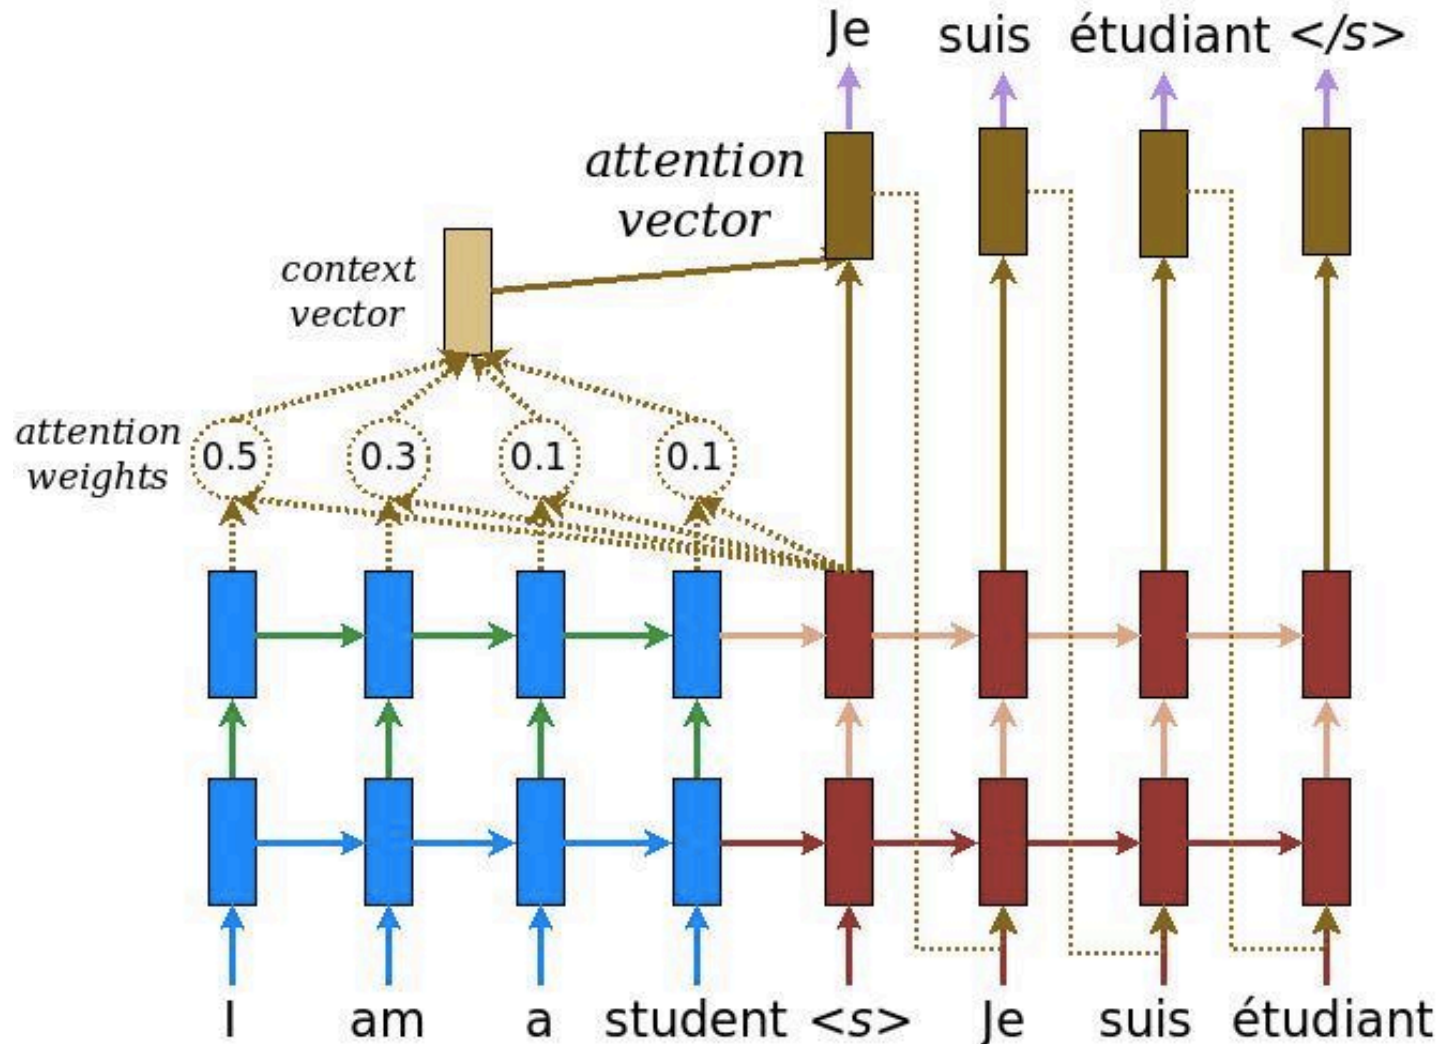 Je suis étudiant </s>
attention
vector
context
vector
attention
weights
0.5 0.3 0.1 0.1
I am a student <s> Je suis étudiant